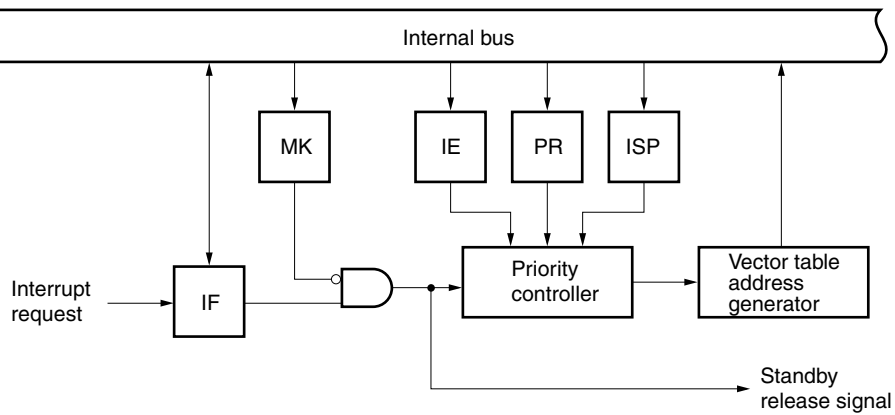 Internal bus
MK
IE
PR
ISP
Interrupt
request
IF
Priority
controller
Vector table
address
generator
Standby
release signal